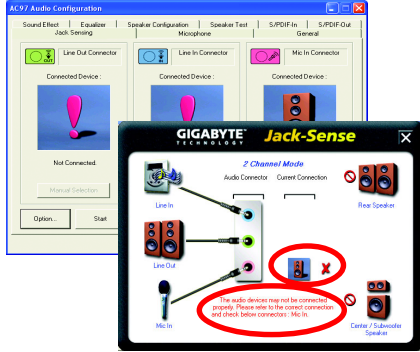 AC97 Audio Configuration
Sound Effect Equalizer Speaker Configuration Speaker Test S/PDIF-In S/PDIF-Out
Jack Sensing Microphone General
Line Out Connector Line In Connector Mic In Connector
OUT
Connected Device : Connected Device : Connected Device :
Not Connected.
Manual Selection
Option... Start
GIGABYTE
TECHNOLOGY
Jack-Sense
X
2 Channel Mode
Audio Connector Current Connection
Line In
Rear Speaker
Line Out
The audio devices may not be connected
properly. Please refer to the correct connection
and check below connectors : Mic In.
Mic In
Center / Subwoofer
Speaker